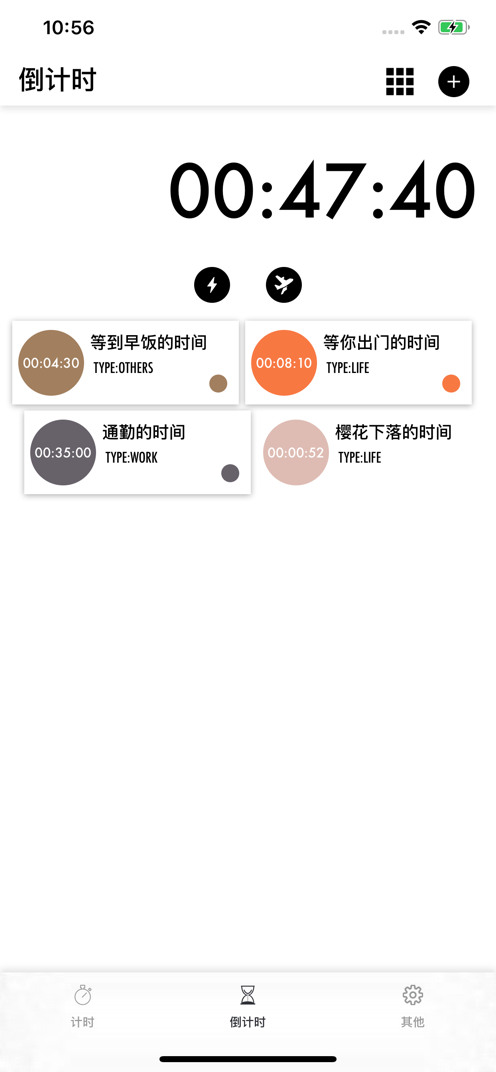 10:56
倒计时
00:47:40
00:04:30
等到早饭的时间
TYPE:OTHERS
00:08:10
等你出门的时间
TYPE:LIFE
00:35:00
通勤的时间
TYPE:WORK
00:00:52
樱花下落的时间
TYPE:LIFE
计时
倒计时
其他